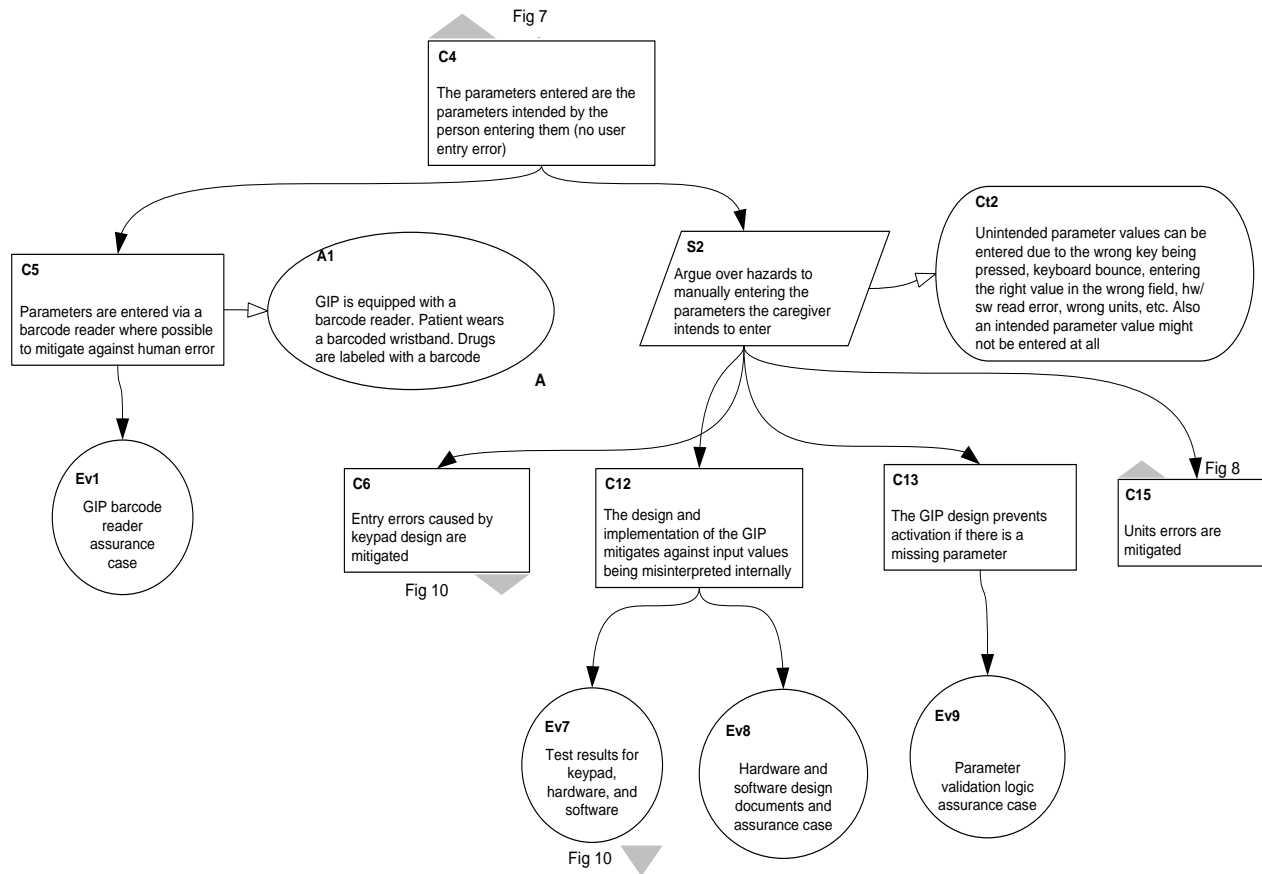 Fig 7
C4
The parameters entered are the
parameters intended by the
person entering them (no user
entry error)
C5
Parameters are entered via a
barcode reader where possible
to mitigate against human error
A1
GIP is equipped with a
barcode reader. Patient wears
a barcoded wristband. Drugs
are labeled with a barcode
A
S2
Argue over hazards to
manually entering the
parameters the caregiver
intends to enter
Ct2
Unintended parameter values can be
entered due to the wrong key being
pressed, keyboard bounce, entering
the right value in the wrong field, hw/
sw read error, wrong units, etc. Also
an intended parameter value might
not be entered at all
Ev1
GIP barcode
reader
assurance
case
C6
Entry errors caused by
keypad design are
mitigated
Fig 10
C12
The design and
implementation of the GIP
mitigates against input values
being misinterpreted internally
C13
The GIP design prevents
activation if there is a
missing parameter
Fig 8
C15
Units errors are
mitigated
Ev7
Test results for
keypad,
hardware, and
software
Fig 10
Ev8
Hardware and
software design
documents and
assurance case
Ev9
Parameter
validation logic
assurance case